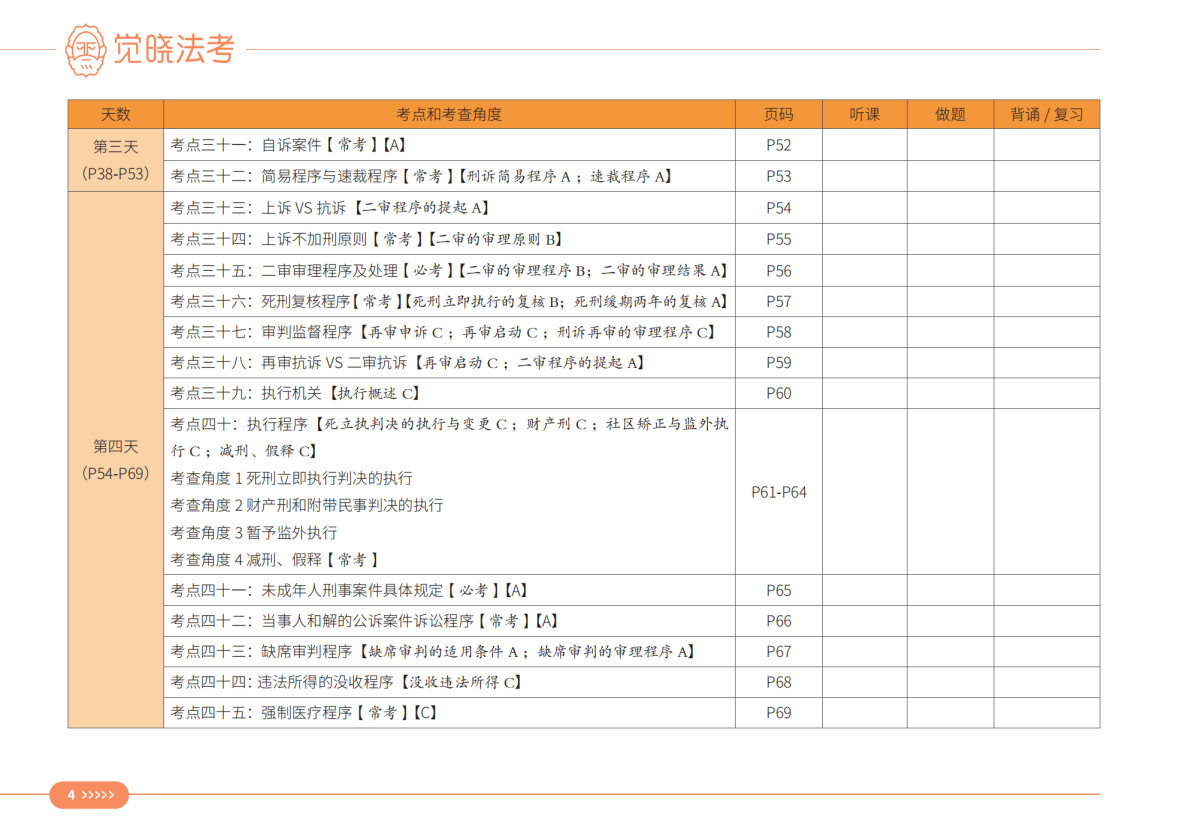 觉晓法考
天数 考点和考查角度 页码 听课 做题 背诵 / 复习
第三天
（P38-P53）
考点三十一：自诉案件【常考】【A】 P52
考点三十二：简易程序与速裁程序【常考】【刑诉简易程序 A ；速裁程序 A】 P53
第四天
（P54-P69）
考点三十三：上诉 VS 抗诉【二审程序的提起 A】 P54
考点三十四：上诉不加刑原则【常考】【二审的审理原则 B】 P55
考点三十五：二审审理程序及处理【必考】【二审的审理程序 B；二审的审理结果 A】 P56
考点三十六：死刑复核程序【常考】【死刑立即执行的复核 B；死刑缓期两年的复核 A】 P57
考点三十七：审判监督程序【再审申诉 C ；再审启动 C ；刑诉再审的审理程序 C】 P58
考点三十八：再审抗诉 VS 二审抗诉【再审启动 C ；二审程序的提起 A】 P59
考点三十九：执行机关【执行概述 C】 P60
考点四十：执行程序【死立执判决的执行与变更 C ；财产刑 C ；社区矫正与监外执
行 C ；减刑、假释 C】
考查角度 1 死刑立即执行判决的执行
考查角度 2 财产刑和附带民事判决的执行
考查角度 3 暂予监外执行
考查角度 4 减刑、假释【常考】
P61-P64
考点四十一：未成年人刑事案件具体规定【必考】【A】 P65
考点四十二：当事人和解的公诉案件诉讼程序【常考】【A】 P66
考点四十三：缺席审判程序【缺席审判的适用条件 A ；缺席审判的审理程序 A】 P67
考点四十四：违法所得的没收程序【没收违法所得 C】 P68
考点四十五：强制医疗程序【常考】【C】 P69
4 >>>>>